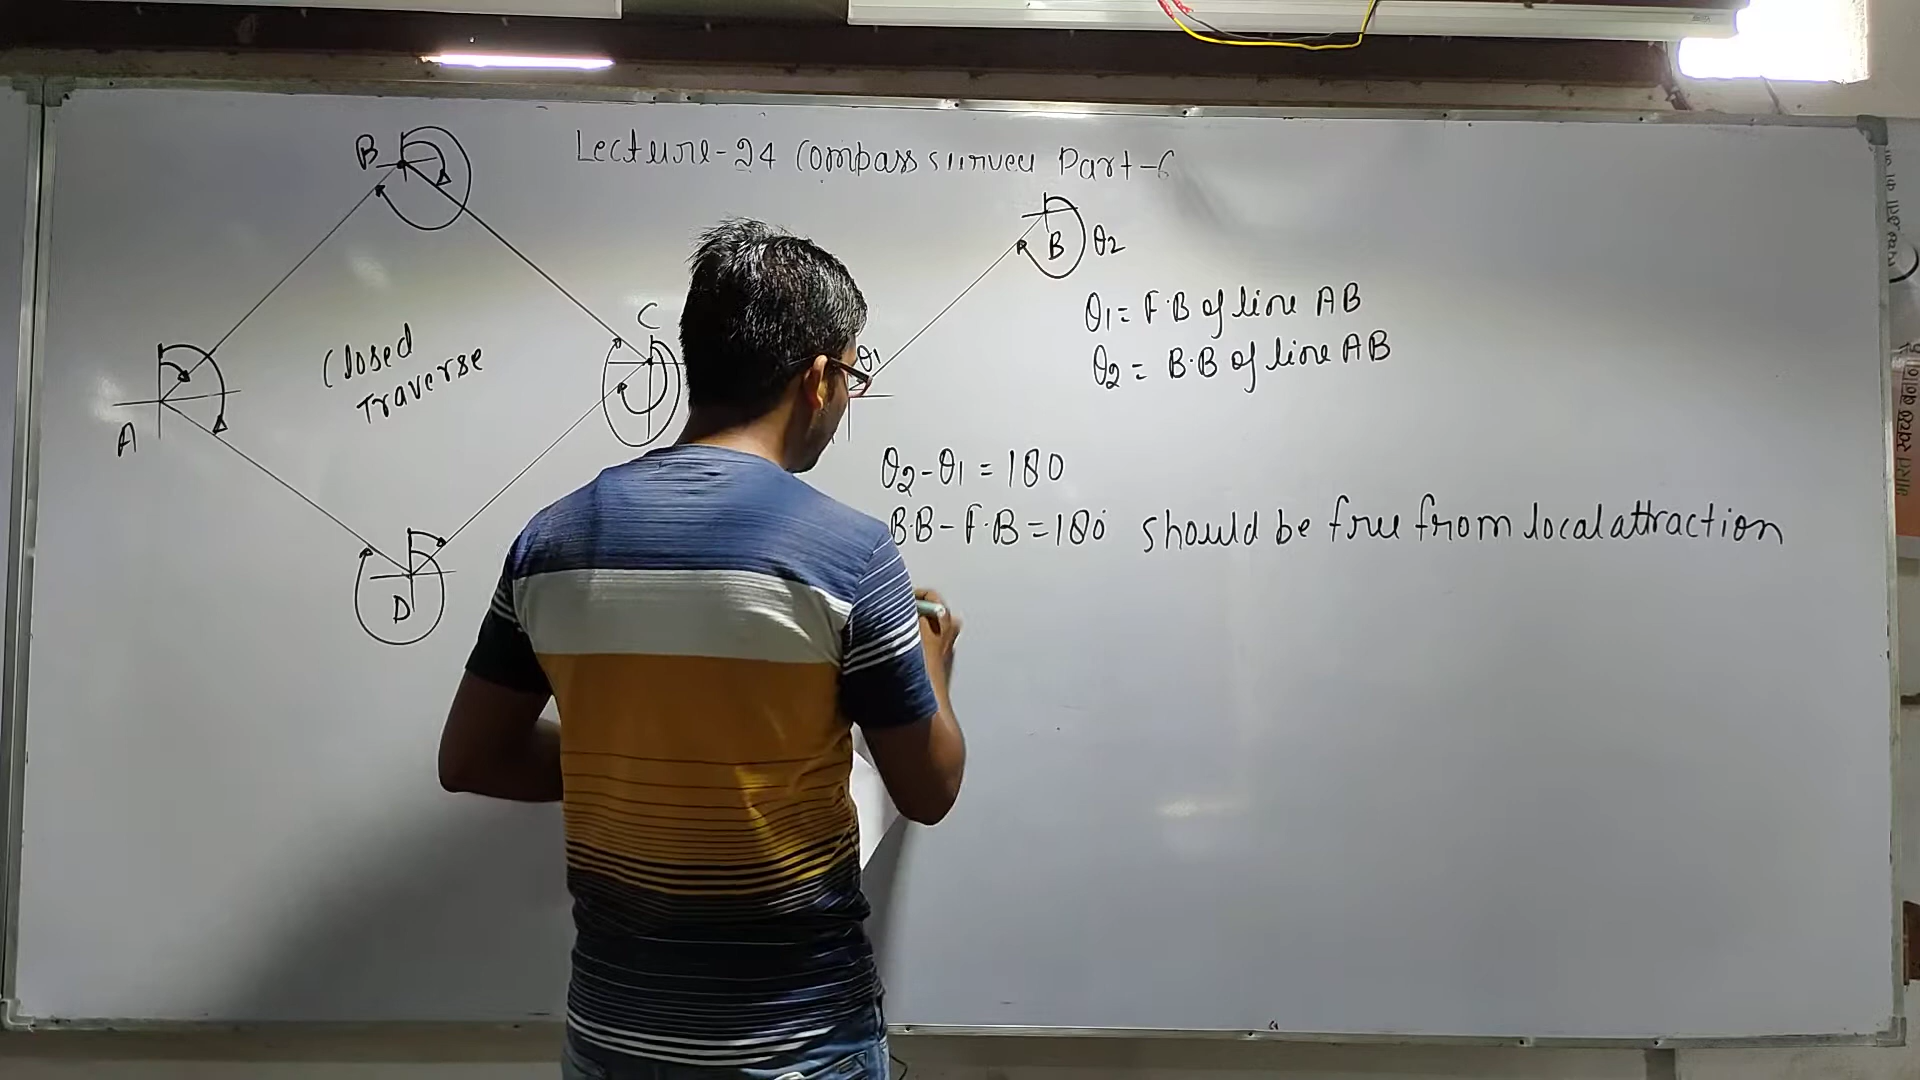 Lecture-24 Compass survey Part-6
B
A
Closed
Traverse
C
D
B
θ2
θ1
θ1 = F.B of line AB
θ2 = B.B of line AB
θ2-θ1 = 180
B.B - F.B = 180° should be free from local attraction